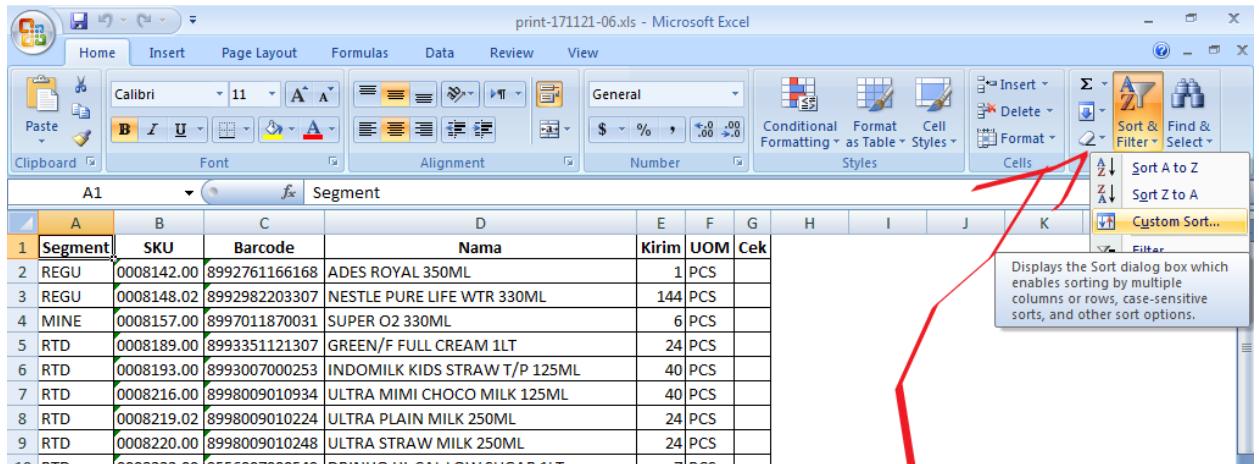 print-171121-06.xls - Microsoft Excel
Home Insert Page Layout Formulas Data Review View
Calibri 11 A A General Σ Insert
Paste B I U A $ % , .0 .00 .00 .0 Conditional Formatting Format as Table Cell Styles Delete Format Sort & Filter Find & Select
Clipboard Font Alignment Number Styles Cells
A1 fx Segment
Sort A to Z
Sort Z to A
Custom Sort...
Filter
Displays the Sort dialog box which
enables sorting by multiple
columns or rows, case-sensitive
sorts, and other sort options.
A B C D E F G H I J K
1 Segment SKU Barcode Nama Kirim UOM Cek
2 REGU 0008142.00 8992761166168 ADES ROYAL 350ML 1 PCS
3 REGU 0008148.02 8992982203307 NESTLE PURE LIFE WTR 330ML 144 PCS
4 MINE 0008157.00 8997011870031 SUPER O2 330ML 6 PCS
5 RTD 0008189.00 8993351121307 GREEN/F FULL CREAM 1LT 24 PCS
6 RTD 0008193.00 8993007000253 INDOMILK KIDS STRAW T/P 125ML 40 PCS
7 RTD 0008216.00 8998009010934 ULTRA MIMI CHOCO MILK 125ML 40 PCS
8 RTD 0008219.02 8998009010224 ULTRA PLAIN MILK 250ML 24 PCS
9 RTD 0008220.00 8998009010248 ULTRA STRAW MILK 250ML 24 PCS